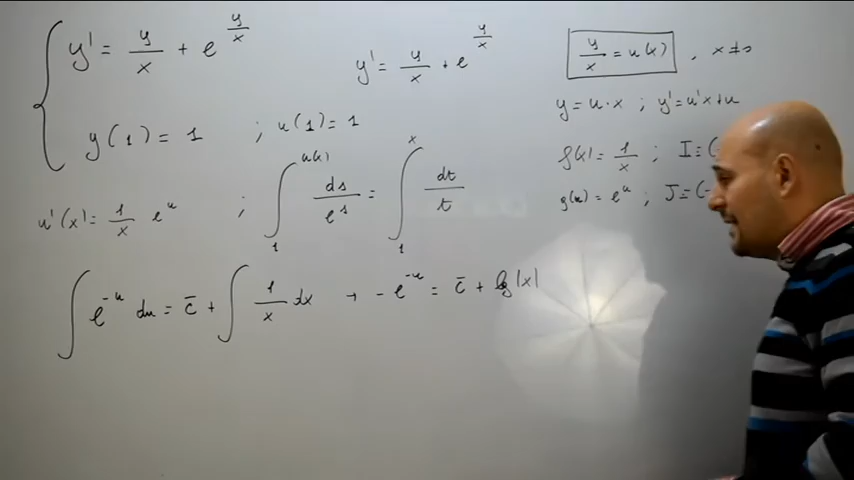 y' = y/x + e^{y/x}
y(1) = 1 ; u(1) = 1
y' = y/x + e^{y/x}
y/x = u(x) , x ≠ 0
y = u·x ; y' = u'x + u
f(x) = 1/x ; I = (
g(u) = e^u ; J = (-
u'(x) = 1/x e^u ; ∫_1^{u(x)} ds/e^s = ∫_1^x dt/t
∫ e^{-u} du = c̄ + ∫ 1/x dx → - e^{-u} = c̄ + lg|x|